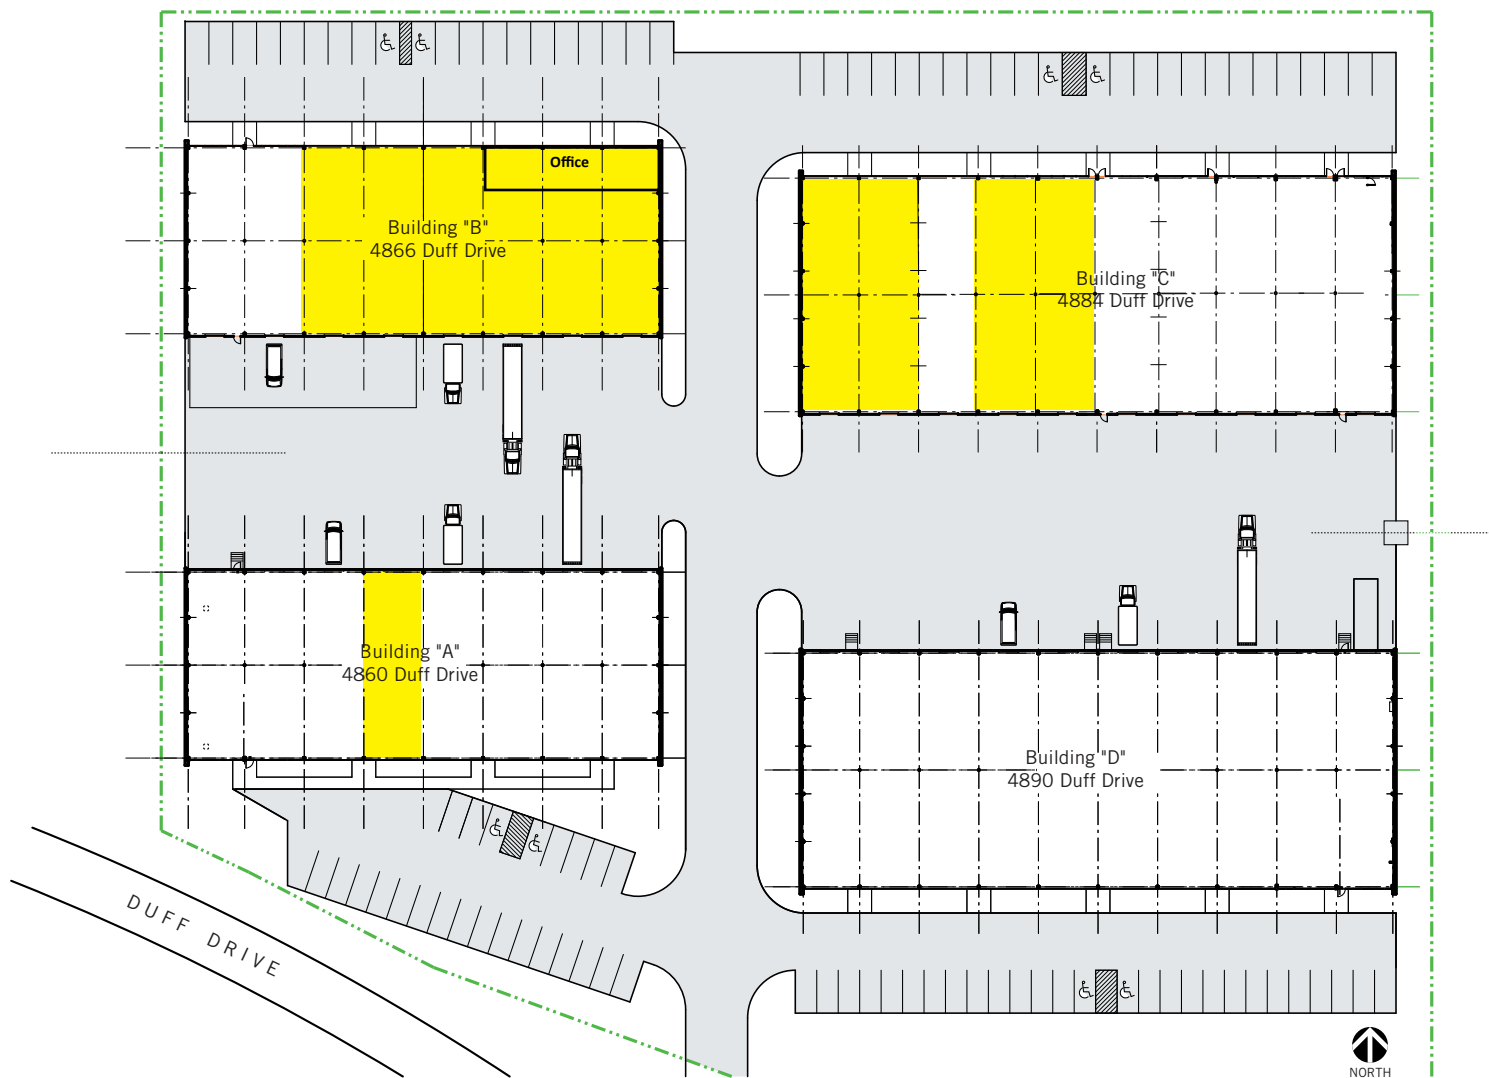 Office
Building "B"
4866 Duff Drive
Building "C"
4884 Duff Drive
Building "A"
4860 Duff Drive
Building "D"
4890 Duff Drive
DUFF DRIVE
NORTH